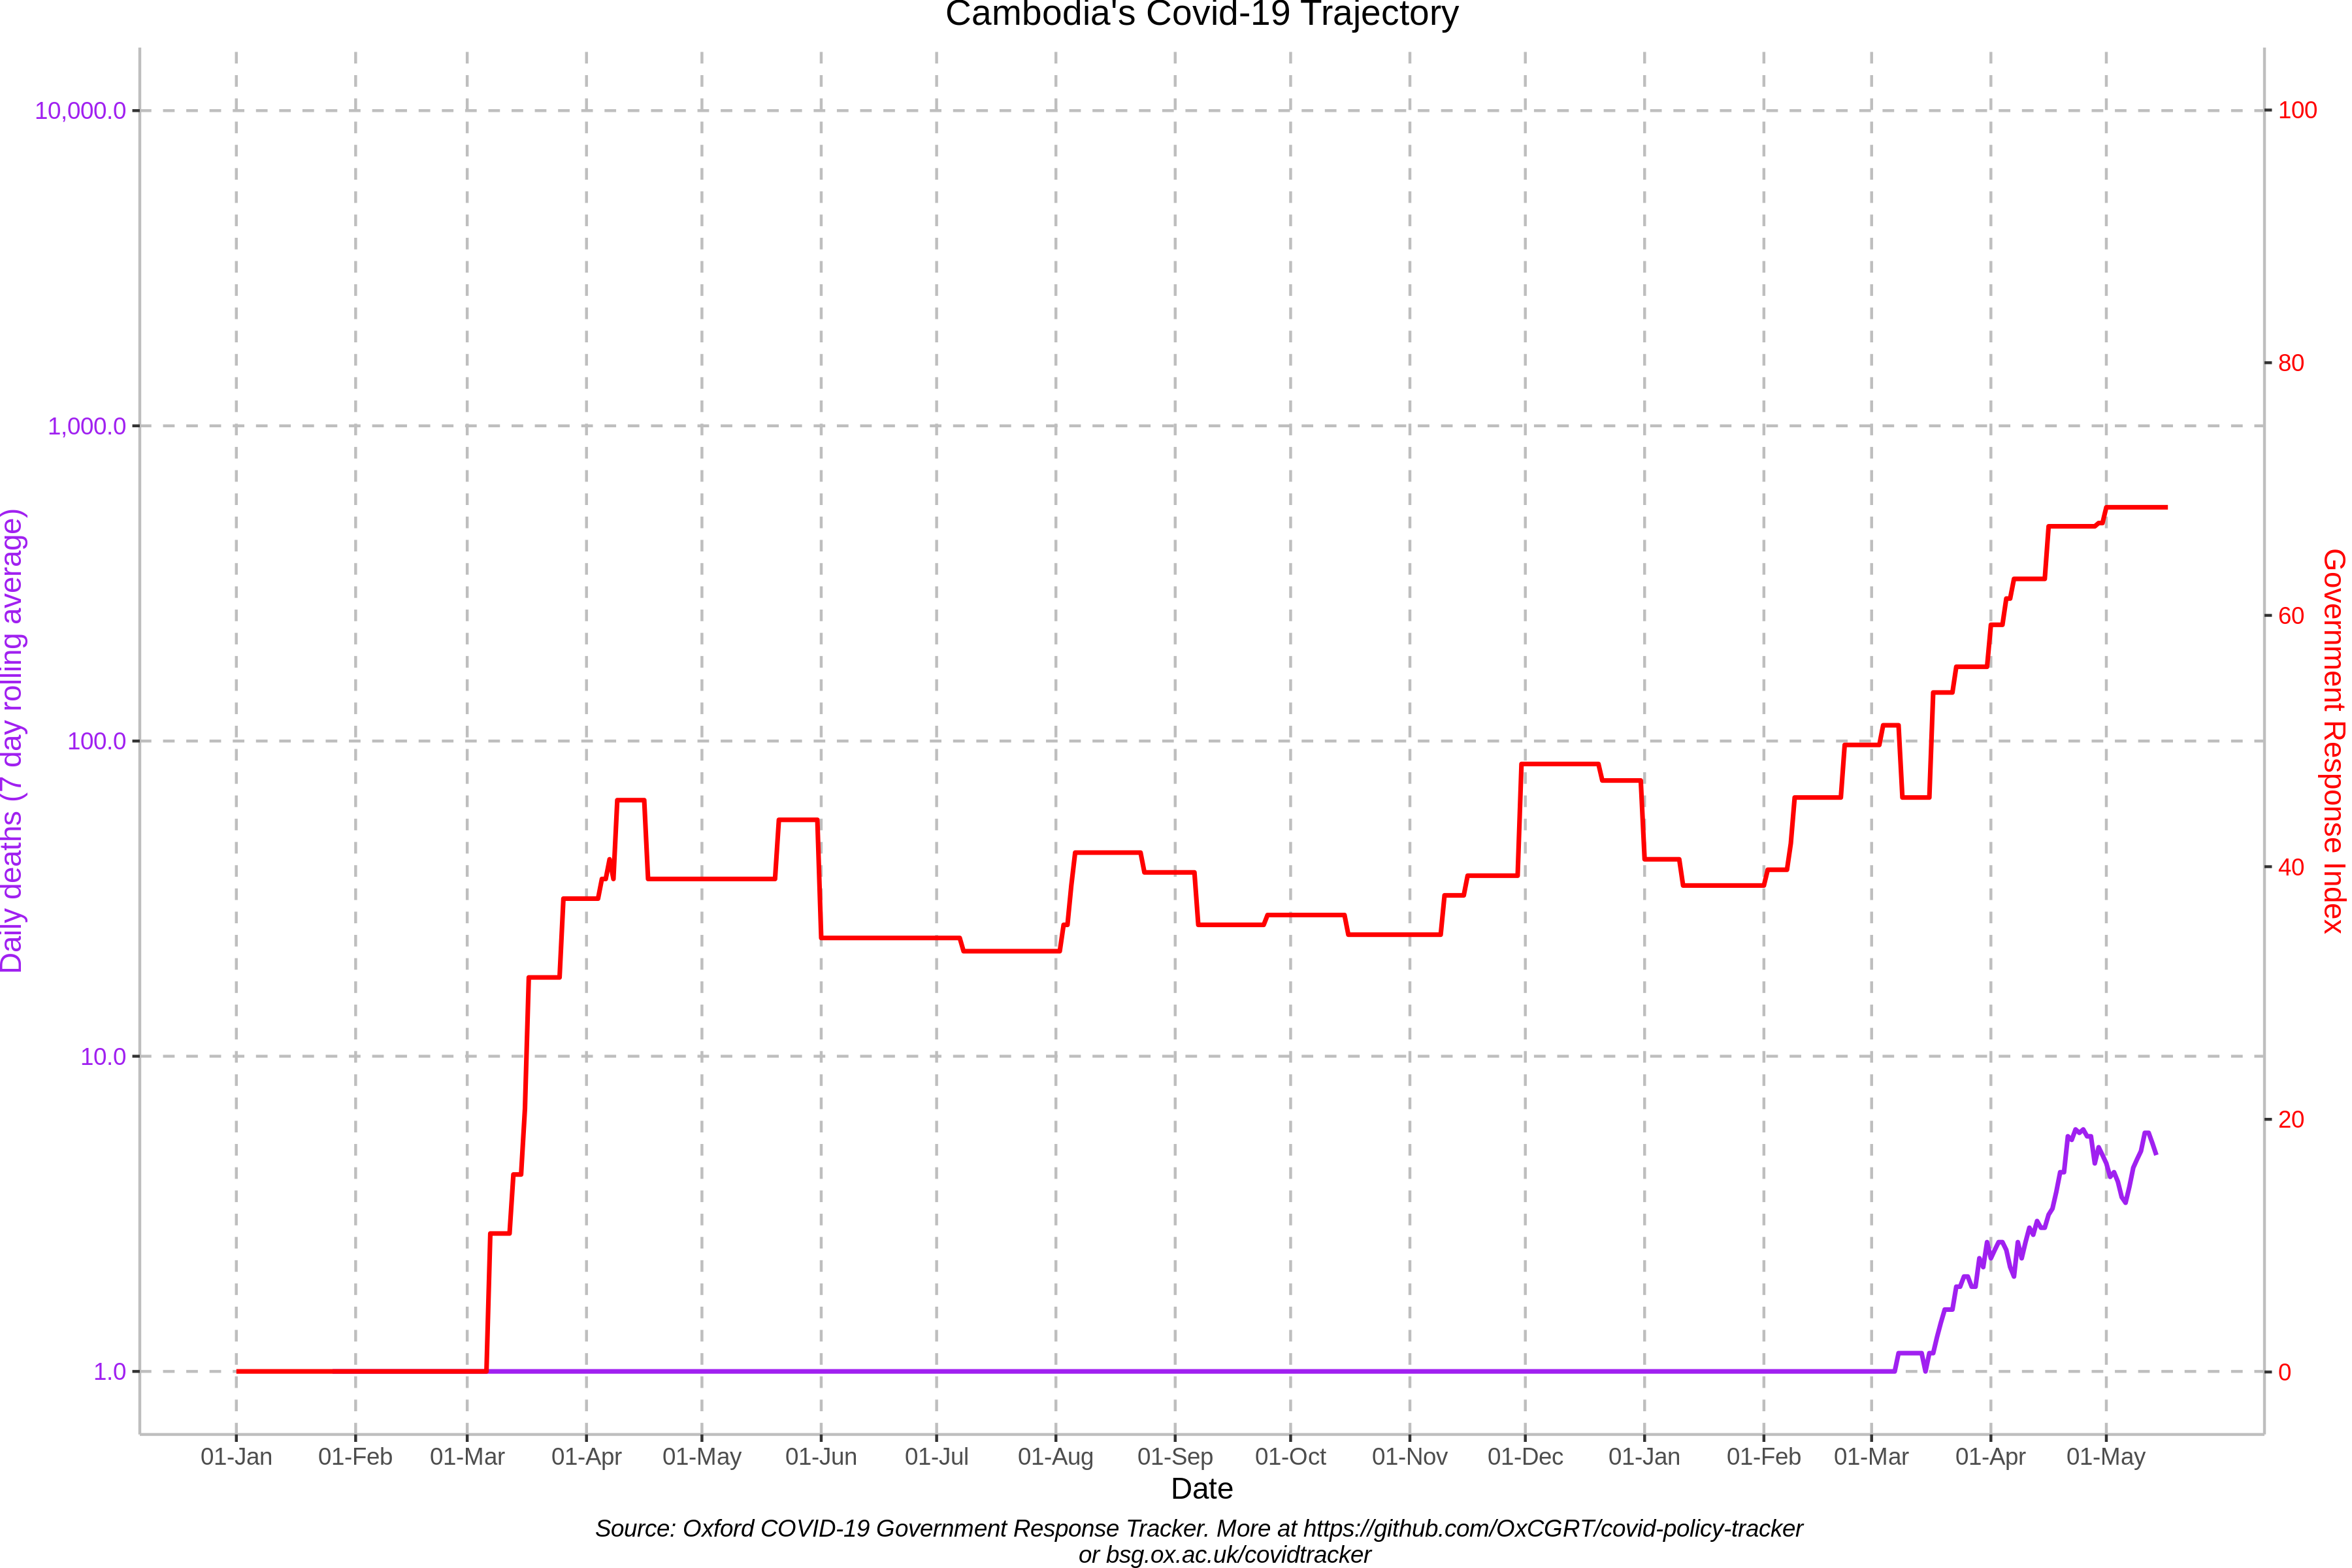 Cambodia's Covid-19 Trajectory
10,000.0
1,000.0
100.0
10.0
1.0
Daily deaths (7 day rolling average)
100
80
60
40
20
0
Government Response Index
01-Jan 01-Feb 01-Mar 01-Apr 01-May 01-Jun 01-Jul 01-Aug 01-Sep 01-Oct 01-Nov 01-Dec 01-Jan 01-Feb 01-Mar 01-Apr 01-May
Date
Source: Oxford COVID-19 Government Response Tracker. More at https://github.com/OxCGRT/covid-policy-tracker
or bsg.ox.ac.uk/covidtracker